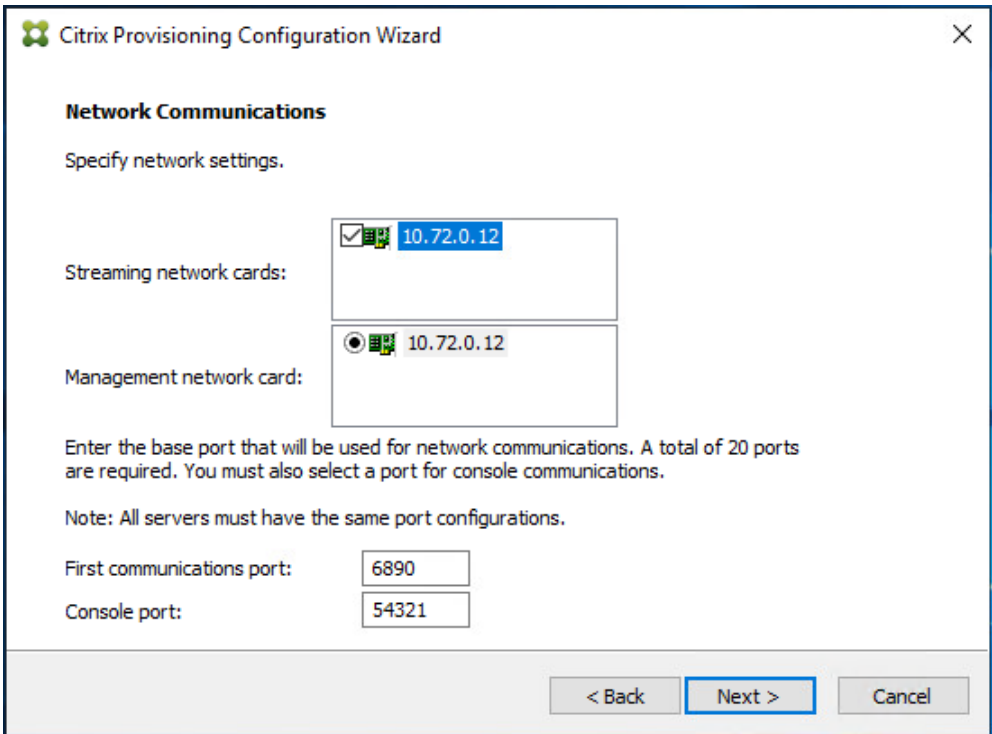 Citrix Provisioning Configuration Wizard
Network Communications
Specify network settings.
10.72.0.12
Streaming network cards:
10.72.0.12
Management network card:
Enter the base port that will be used for network communications. A total of 20 ports
are required. You must also select a port for console communications.
Note: All servers must have the same port configurations.
First communications port: 6890
Console port: 54321
< Back Next > Cancel